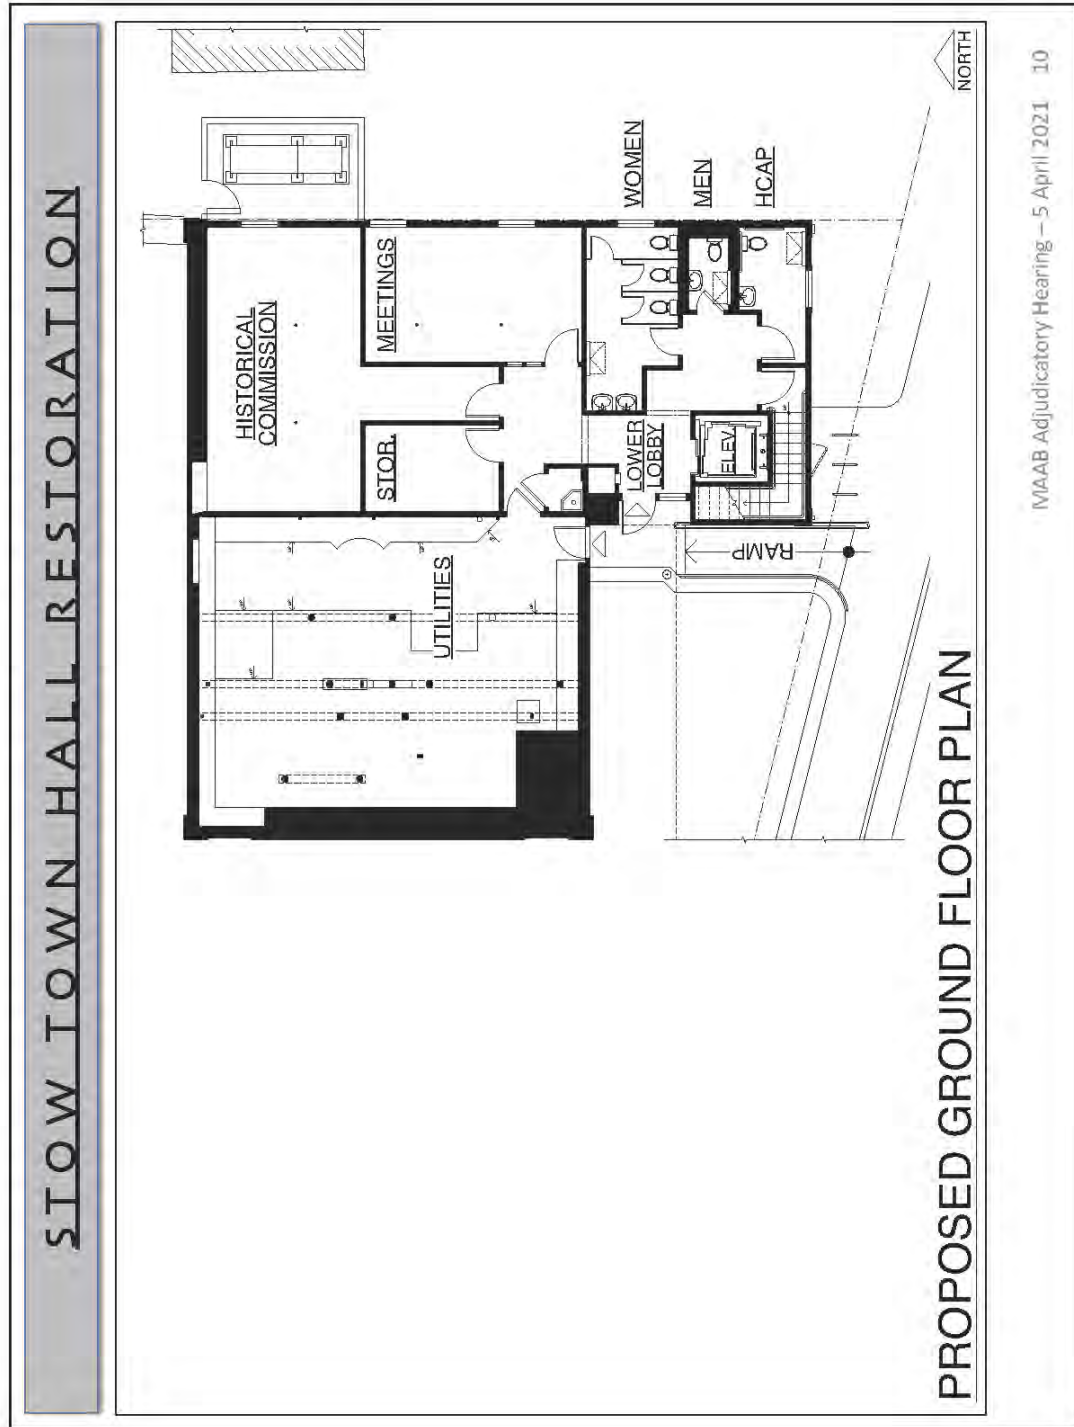 STOW TOWN HALL RESTORATION
HISTORICAL
COMMISSION
MEETINGS
STOR.
UTILITIES
LOWER
LOBBY
ELEV
WOMEN
MEN
HCAP
RAMP
NORTH
PROPOSED GROUND FLOOR PLAN
MAAB Adjudicatory Hearing – 5 April 2021 10